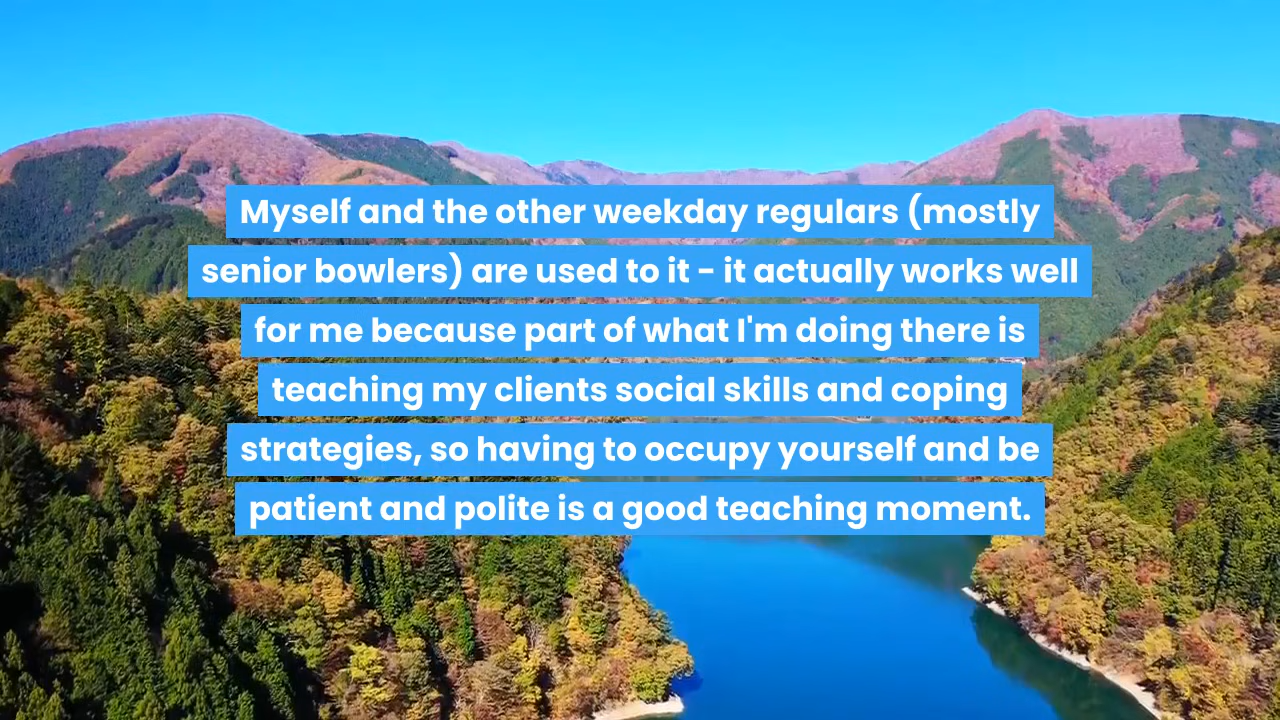 Myself and the other weekday regulars (mostly
senior bowlers) are used to it - it actually works well
for me because part of what I'm doing there is
teaching my clients social skills and coping
strategies, so having to occupy yourself and be
patient and polite is a good teaching moment.